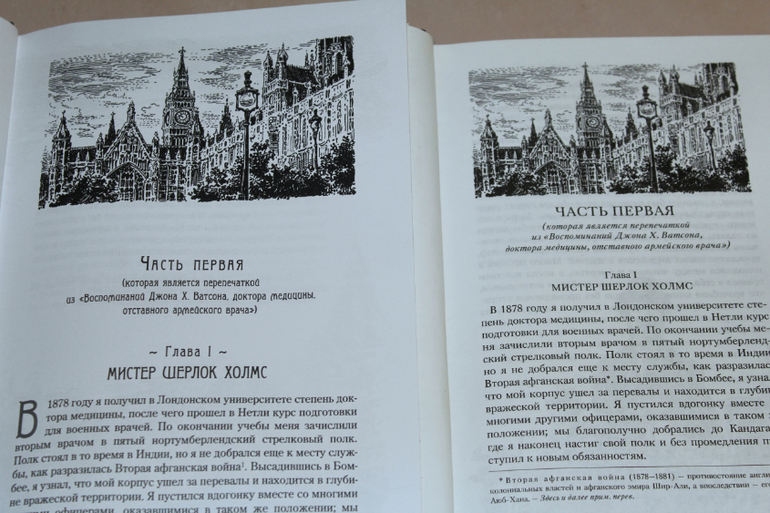 Часть первая
(которая является перепечаткой
из «Воспоминаний Джона Х. Ватсона, доктора медицины,
отставного армейского врача»)
~ Глава I ~
МИСТЕР ШЕРЛОК ХОЛМС
В 1878 году я получил в Лондонском университете степень док-
тора медицины, после чего прошел в Нетли курс подготовки
для военных врачей. По окончании учебы меня зачислили
вторым врачом в пятый нортумберлендский стрелковый полк.
Полк стоял в то время в Индии, но я не добрался еще к месту служ-
бы, как разразилась Вторая афганская война¹. Высадившись в Бом-
бее, я узнал, что мой корпус ушел за перевалы и находится в глуби-
не вражеской территории. Я пустился вдогонку вместе со многими
другими офицерами, оказавшимися в таком же положении; мы
ЧАСТЬ ПЕРВАЯ
(которая является перепечаткой
из «Воспоминаний Джона Х. Ватсона,
доктора медицины, отставного армейского врача»)
Глава I
МИСТЕР ШЕРЛОК ХОЛМС
В 1878 году я получил в Лондонском университете сте-
пень доктора медицины, после чего прошел в Нетли курс
подготовки для военных врачей. По окончании учебы ме-
ня зачислили вторым врачом в пятый нортумберленд-
ский стрелковый полк. Полк стоял в то время в Индии
но я не добрался еще к месту службы, как разразилась
Вторая афганская война*. Высадившись в Бомбее, я узнал
что мой корпус ушел за перевалы и находится в глубин
вражеской территории. Я пустился вдогонку вместе
многими другими офицерами, оказавшимися в таком
положении; мы благополучно добрались до Кандага
где я наконец настиг свой полк и без промедления п
ступил к новым обязанностям.
* Вторая афганская война (1878–1881) — противостояние англи
колониальных властей и афганского эмира Шир-Али, а впоследствии — ег
Аюб-Хана. — Здесь и далее прим. перев.